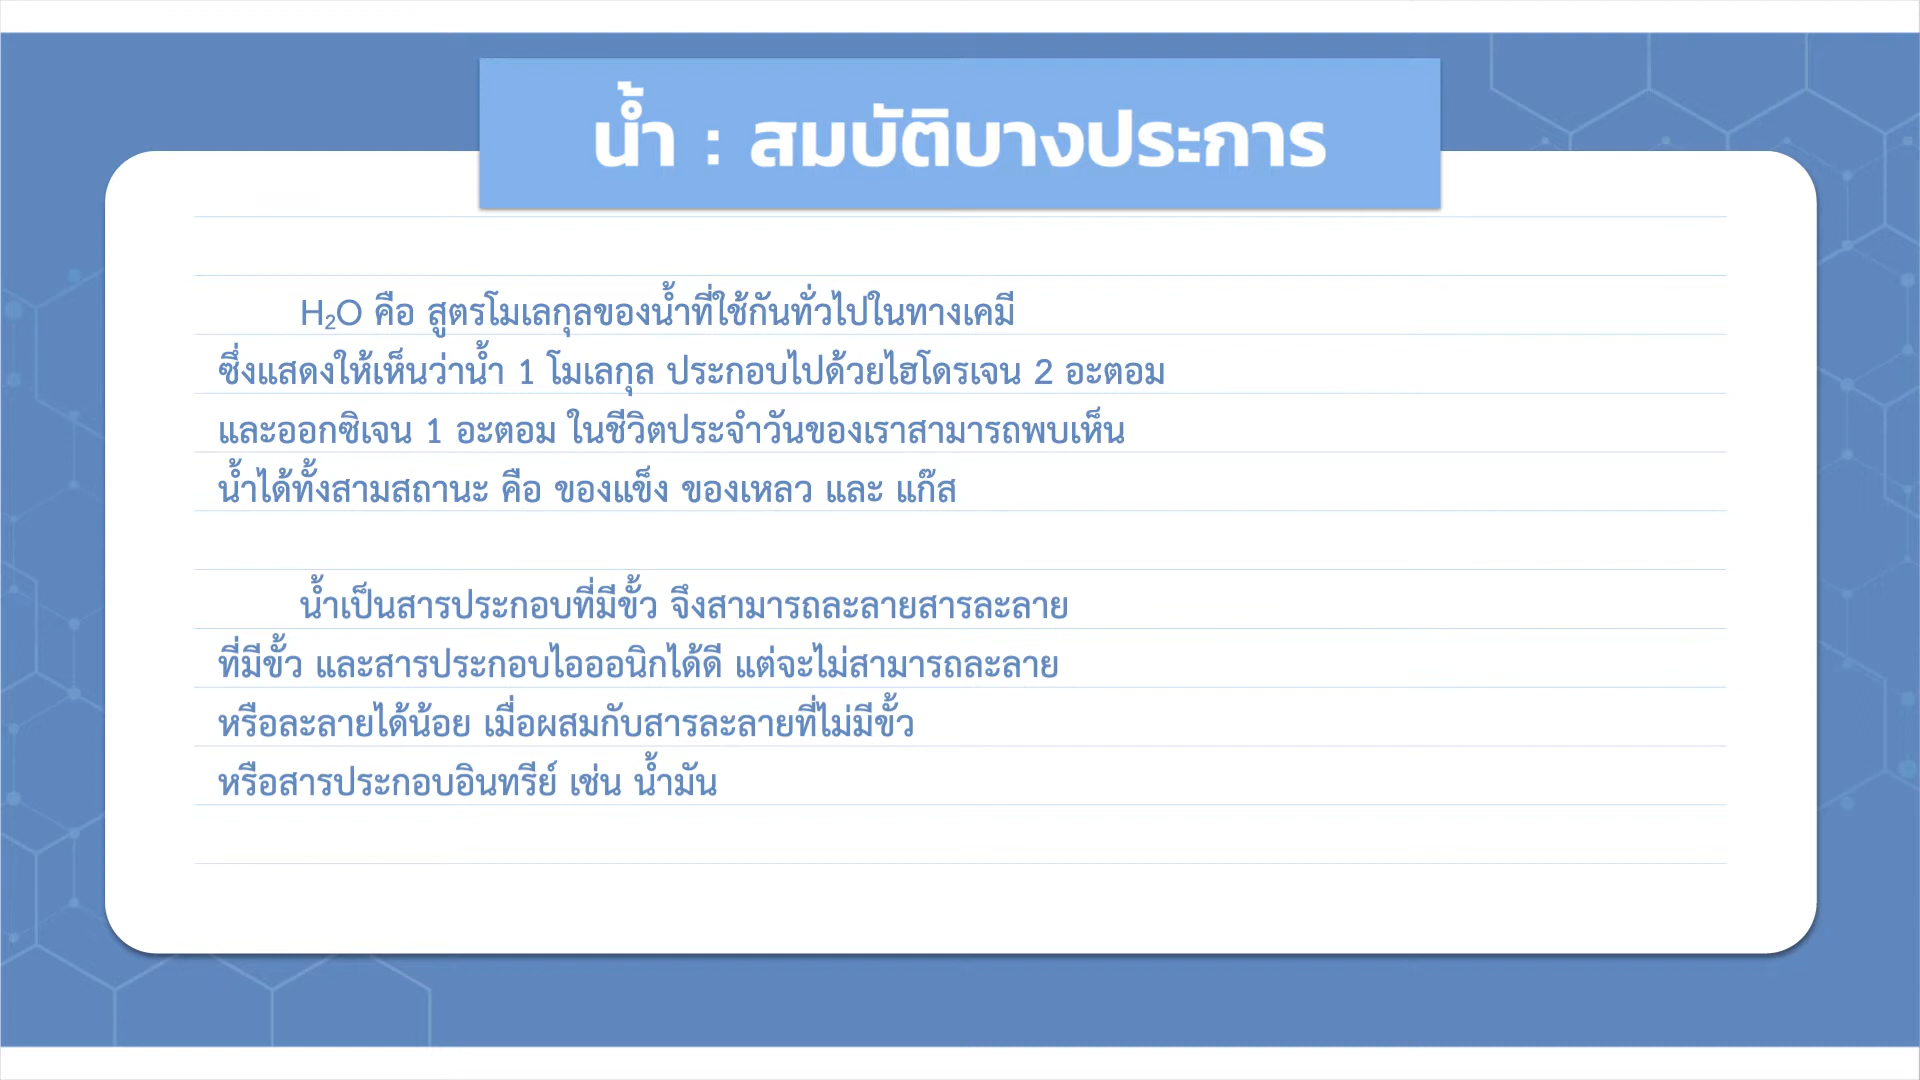 น้ำ : สมบัติบางประการ
H₂O คือ สูตรโมเลกุลของน้ำที่ใช้กันทั่วไปในทางเคมี
ซึ่งแสดงให้เห็นว่าน้ำ 1 โมเลกุล ประกอบไปด้วยไฮโดรเจน 2 อะตอม
และออกซิเจน 1 อะตอม ในชีวิตประจำวันของเราสามารถพบเห็น
น้ำได้ทั้งสามสถานะ คือ ของแข็ง ของเหลว และ แก๊ส
น้ำเป็นสารประกอบที่มีขั้ว จึงสามารถละลายสารละลาย
ที่มีขั้ว และสารประกอบไอออนิกได้ดี แต่จะไม่สามารถละลาย
หรือละลายได้น้อย เมื่อผสมกับสารละลายที่ไม่มีขั้ว
หรือสารประกอบอินทรีย์ เช่น น้ำมัน